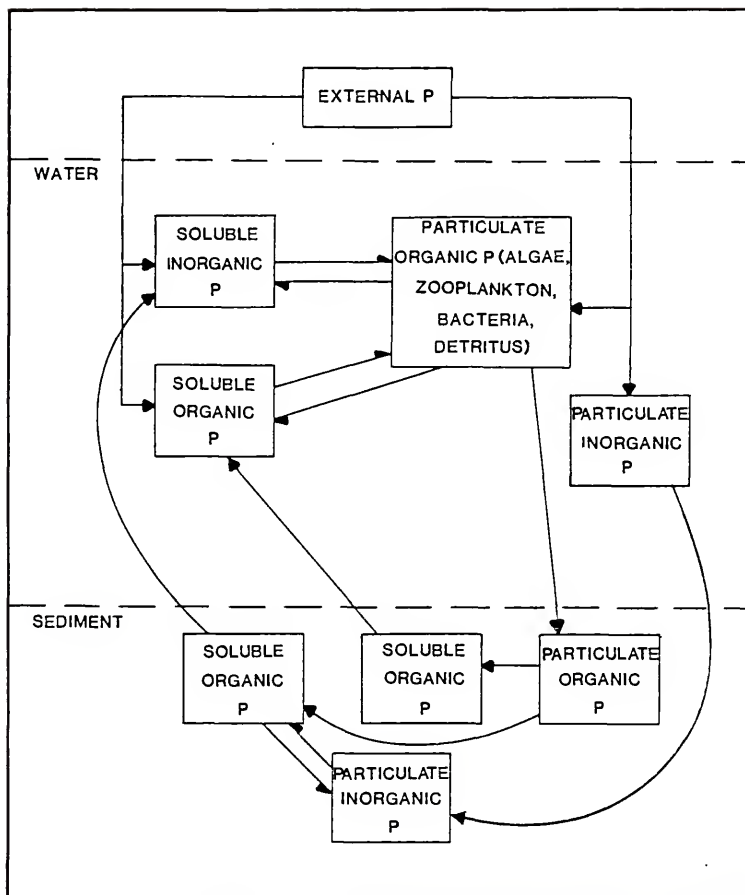 EXTERNAL P
WATER
SOLUBLE
INORGANIC
P
PARTICULATE
ORGANIC P (ALGAE,
ZOOPLANKTON,
BACTERIA,
DETRITUS)
SOLUBLE
ORGANIC
P
PARTICULATE
INORGANIC
P
SEDIMENT
SOLUBLE
ORGANIC
P
SOLUBLE
ORGANIC
P
PARTICULATE
ORGANIC
P
PARTICULATE
INORGANIC
P